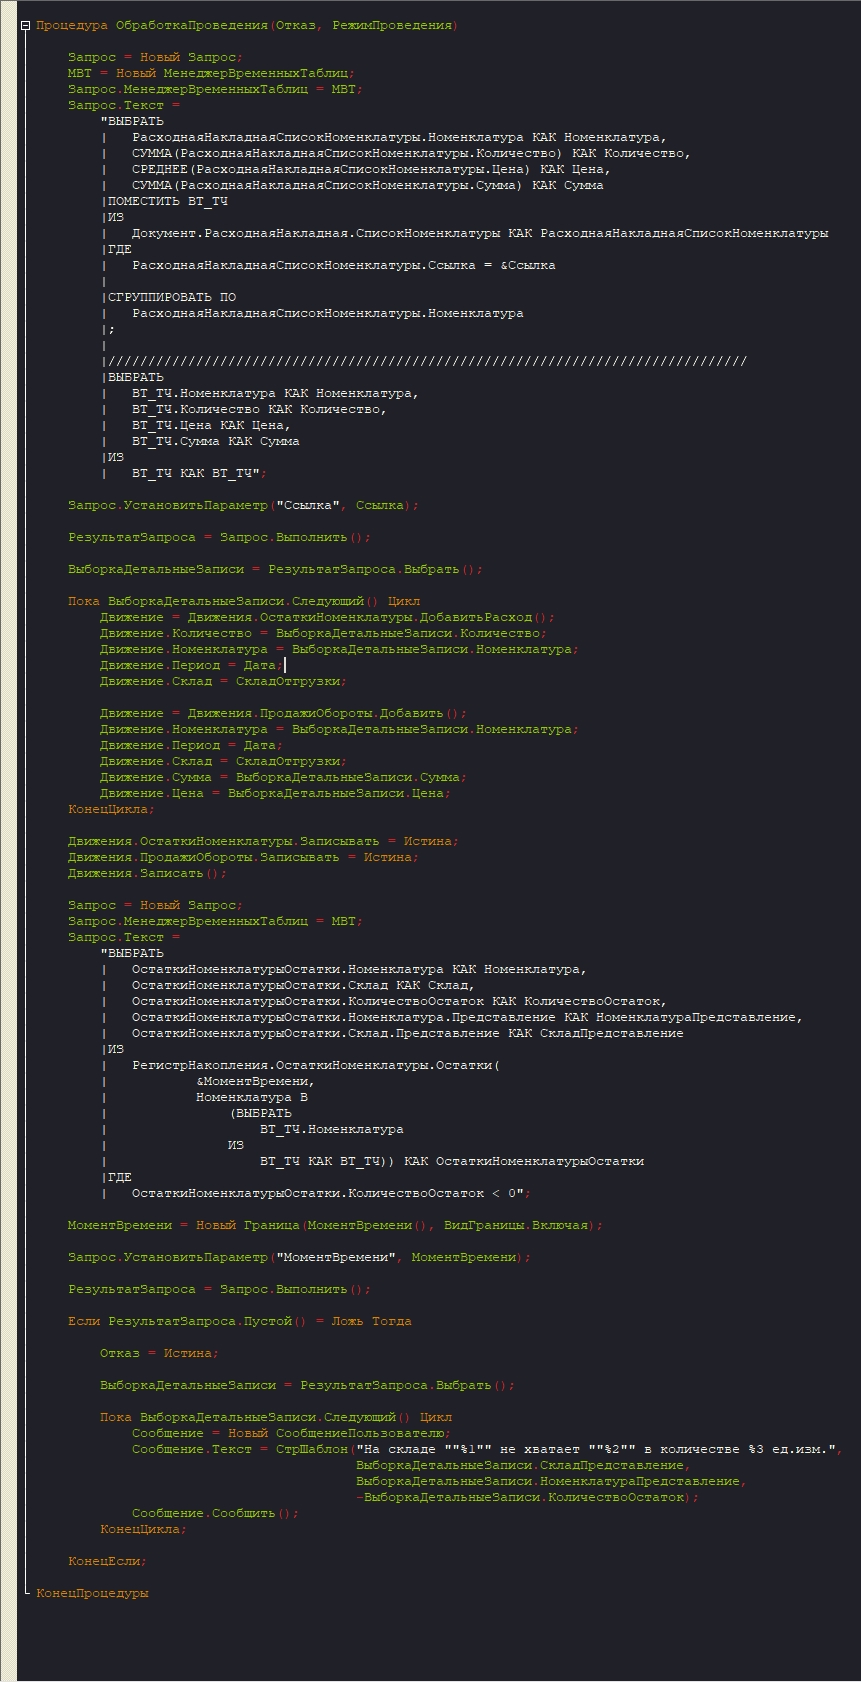 Процедура ОбработкаПроведения(Отказ, РежимПроведения)
Запрос = Новый Запрос;
МВТ = Новый МенеджерВременныхТаблиц;
Запрос.МенеджерВременныхТаблиц = МВТ;
Запрос.Текст =
"ВЫБРАТЬ
| РасходнаяНакладнаяСписокНоменклатуры.Номенклатура КАК Номенклатура,
| СУММА(РасходнаяНакладнаяСписокНоменклатуры.Количество) КАК Количество,
| СРЕДНЕЕ(РасходнаяНакладнаяСписокНоменклатуры.Цена) КАК Цена,
| СУММА(РасходнаяНакладнаяСписокНоменклатуры.Сумма) КАК Сумма
|ПОМЕСТИТЬ ВТ_ТЧ
|ИЗ
| Документ.РасходнаяНакладная.СписокНоменклатуры КАК РасходнаяНакладнаяСписокНоменклатуры
|ГДЕ
| РасходнаяНакладнаяСписокНоменклатуры.Ссылка = &Ссылка
|
|СГРУППИРОВАТЬ ПО
| РасходнаяНакладнаяСписокНоменклатуры.Номенклатура
|;
|
|////////////////////////////////////////////////////////////////////////////////
|ВЫБРАТЬ
| ВТ_ТЧ.Номенклатура КАК Номенклатура,
| ВТ_ТЧ.Количество КАК Количество,
| ВТ_ТЧ.Цена КАК Цена,
| ВТ_ТЧ.Сумма КАК Сумма
|ИЗ
| ВТ_ТЧ КАК ВТ_ТЧ";
Запрос.УстановитьПараметр("Ссылка", Ссылка);
РезультатЗапроса = Запрос.Выполнить();
ВыборкаДетальныеЗаписи = РезультатЗапроса.Выбрать();
Пока ВыборкаДетальныеЗаписи.Следующий() Цикл
Движение = Движения.ОстаткиНоменклатуры.ДобавитьРасход();
Движение.Количество = ВыборкаДетальныеЗаписи.Количество;
Движение.Номенклатура = ВыборкаДетальныеЗаписи.Номенклатура;
Движение.Период = Дата;
Движение.Склад = СкладОтгрузки;
Движение = Движения.ПродажиОбороты.Добавить();
Движение.Номенклатура = ВыборкаДетальныеЗаписи.Номенклатура;
Движение.Период = Дата;
Движение.Склад = СкладОтгрузки;
Движение.Сумма = ВыборкаДетальныеЗаписи.Сумма;
Движение.Цена = ВыборкаДетальныеЗаписи.Цена;
КонецЦикла;
Движения.ОстаткиНоменклатуры.Записывать = Истина;
Движения.ПродажиОбороты.Записывать = Истина;
Движения.Записать();
Запрос = Новый Запрос;
Запрос.МенеджерВременныхТаблиц = МВТ;
Запрос.Текст =
"ВЫБРАТЬ
| ОстаткиНоменклатурыОстатки.Номенклатура КАК Номенклатура,
| ОстаткиНоменклатурыОстатки.Склад КАК Склад,
| ОстаткиНоменклатурыОстатки.КоличествоОстаток КАК КоличествоОстаток,
| ОстаткиНоменклатурыОстатки.Номенклатура.Представление КАК НоменклатураПредставление,
| ОстаткиНоменклатурыОстатки.Склад.Представление КАК СкладПредставление
|ИЗ
| РегистрНакопления.ОстаткиНоменклатуры.Остатки(
| &МоментВремени,
| Номенклатура В
| (ВЫБРАТЬ
| ВТ_ТЧ.Номенклатура
| ИЗ
| ВТ_ТЧ КАК ВТ_ТЧ)) КАК ОстаткиНоменклатурыОстатки
|ГДЕ
| ОстаткиНоменклатурыОстатки.КоличествоОстаток < 0";
МоментВремени = Новый Граница(МоментВремени(), ВидГраницы.Включая);
Запрос.УстановитьПараметр("МоментВремени", МоментВремени);
РезультатЗапроса = Запрос.Выполнить();
Если РезультатЗапроса.Пустой() = Ложь Тогда
Отказ = Истина;
ВыборкаДетальныеЗаписи = РезультатЗапроса.Выбрать();
Пока ВыборкаДетальныеЗаписи.Следующий() Цикл
Сообщение = Новый СообщениеПользователю;
Сообщение.Текст = СтрШаблон("На складе ""%1"" не хватает ""%2"" в количестве %3 ед.изм.",
ВыборкаДетальныеЗаписи.СкладПредставление,
ВыборкаДетальныеЗаписи.НоменклатураПредставление,
-ВыборкаДетальныеЗаписи.КоличествоОстаток);
Сообщение.Сообщить();
КонецЦикла;
КонецЕсли;
КонецПроцедуры